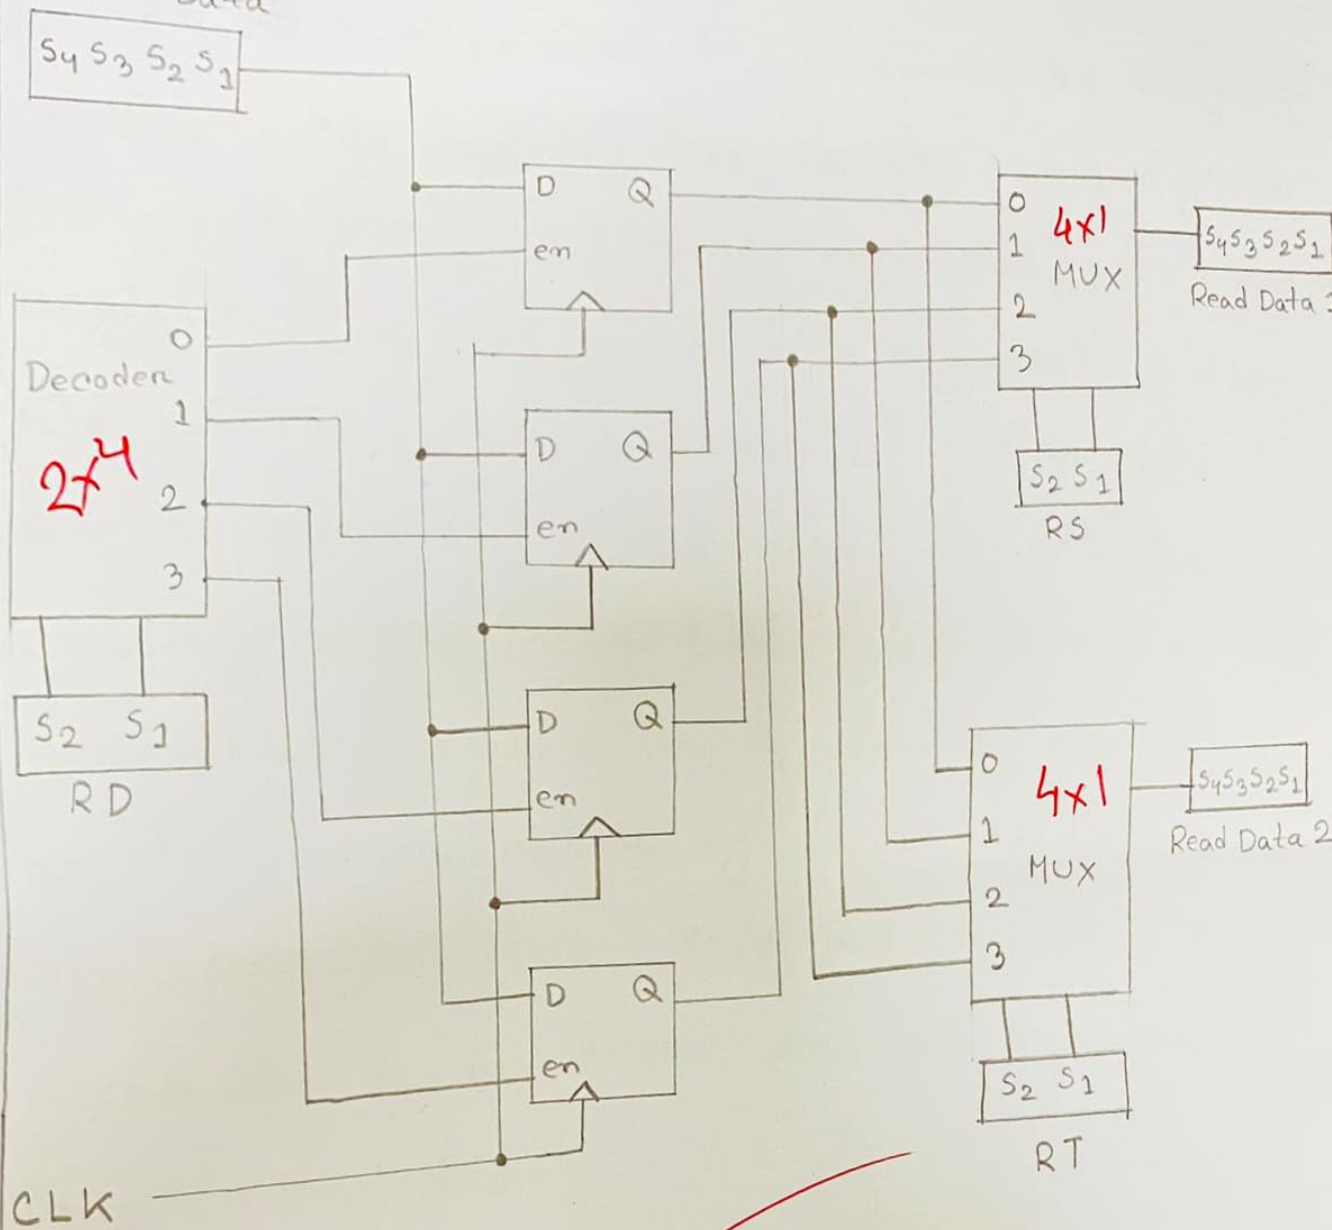 S4 S3 S2 S1
D Q
en
0
4x1
1
MUX
2
3
S4S3S2S1
Read Data
0
Decoder
1
2x4
2
3
D Q
en
S2 S1
RS
S2 S1
RD
D Q
en
0
4x1
1
MUX
2
3
S4S3S2S1
Read Data 2
D Q
en
S2 S1
RT
CLK